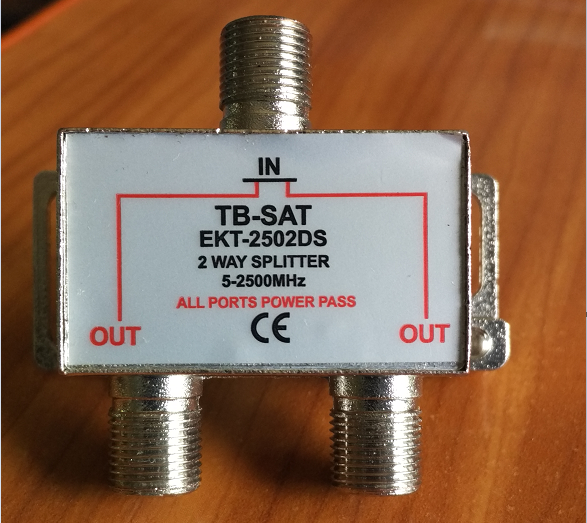 IN
TB-SAT
EKT-2502DS
2 WAY SPLITTER
5-2500MHz
ALL PORTS POWER PASS
CE
OUT
OUT